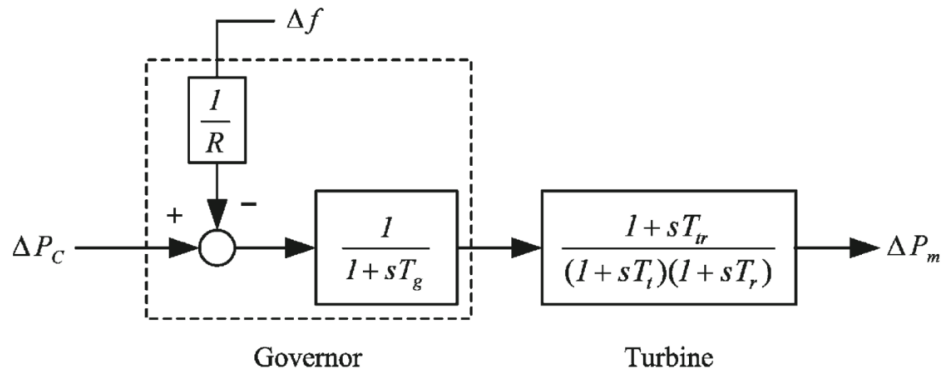 Δf
1
R
+
−
ΔP_C
1
1 + sT_g
1 + sT_tr
(1 + sT_t)(1 + sT_r)
ΔP_m
Governor
Turbine